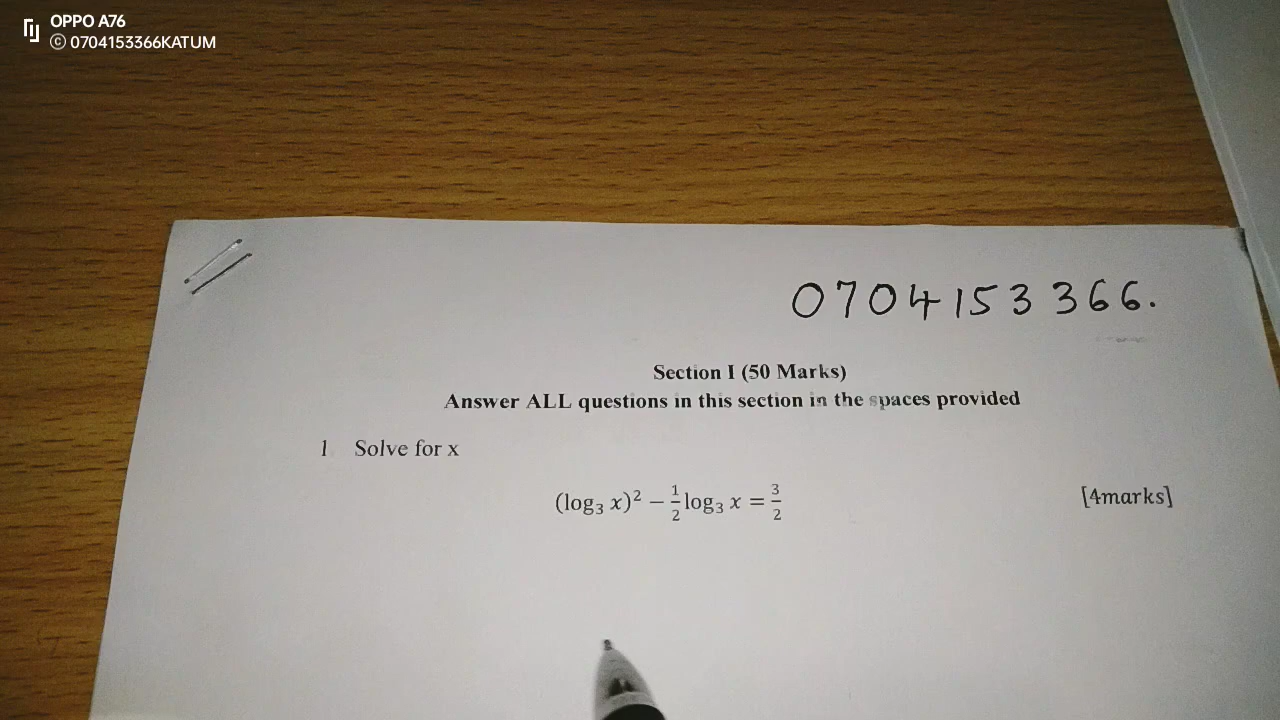 OPPO A76
© 0704153366KATUM
0704153366.
Section I (50 Marks)
Answer ALL questions in this section in the spaces provided
1 Solve for x
(log₃ x)² − 1/2 log₃ x = 3/2 [4marks]